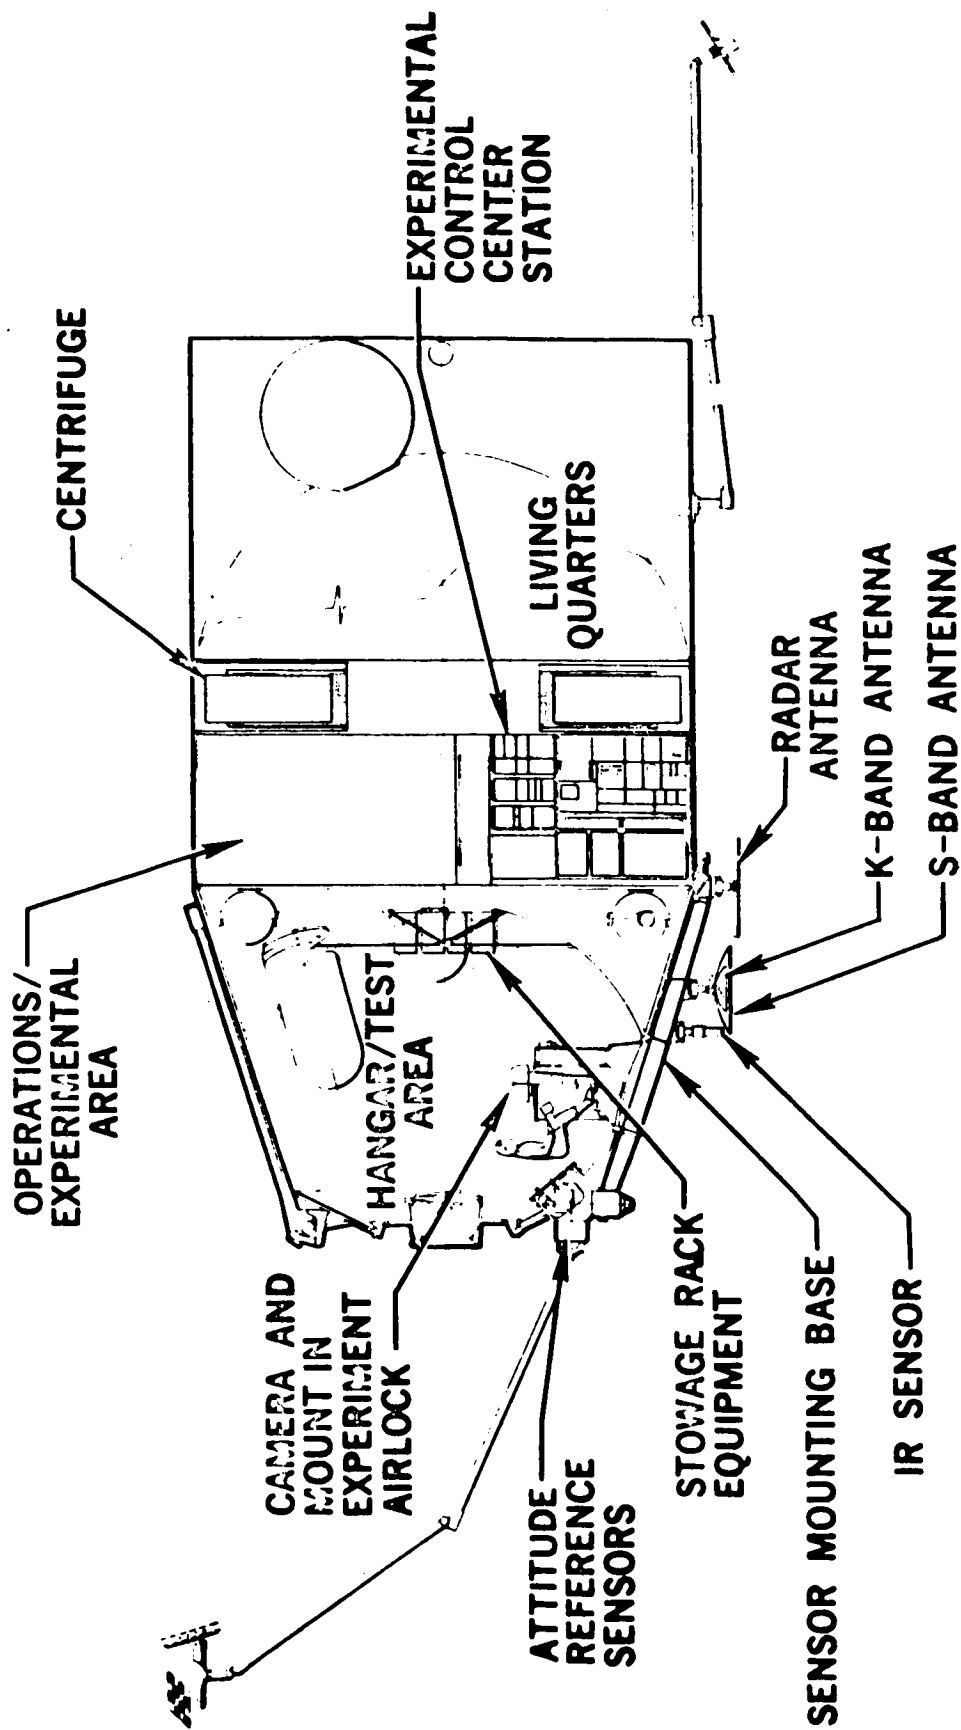 OPERATIONS/
EXPERIMENTAL
AREA
CENTRIFUGE
CAMERA AND
MOUNT IN
EXPERIMENT
AIRLOCK
HANGAR/TEST
AREA
EXPERIMENTAL
CONTROL
CENTER
STATION
LIVING
QUARTERS
ATTITUDE
REFERENCE
SENSORS
STOWAGE RACK
EQUIPMENT
RADAR
ANTENNA
SENSOR MOUNTING BASE
K-BAND ANTENNA
IR SENSOR
S-BAND ANTENNA